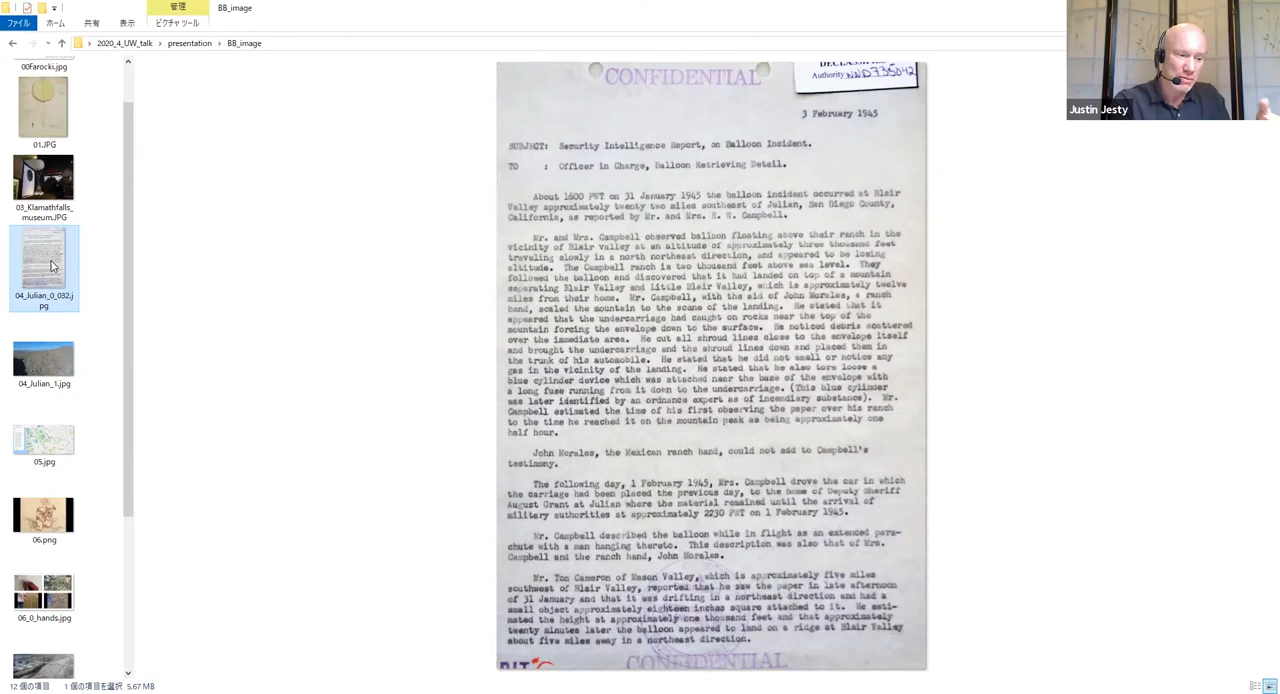 管理
BB_image
ファイル
ホーム
共有
表示
ピクチャ ツール
2020_4_UW_talk
presentation
BB_image
00Farocki.jpg
01.JPG
03_Klamathfalls_
museum.JPG
04_Julian_0_032.j
pg
04_Julian_1.jpg
05.jpg
06.png
06_0_hands.jpg
12 個の項目
1 個の項目を選択 5.67 MB
CONFIDENTIAL
Authority NND735042
3 February 1945
SUBJECT: Security Intelligence Report, on Balloon Incident.
TO : Officer in Charge, Balloon Retrieving Detail.
About 1600 PWT on 31 January 1945 the balloon incident occurred at Blair
Valley approximately twenty two miles southeast of Julian, San Diego County,
California, as reported by Mr. and Mrs. E. W. Campbell.
Mr. and Mrs. Campbell observed balloon floating above their ranch in the
vicinity of Blair valley at an altitude of approximately three thousand feet
traveling slowly in a north northeast direction, and appeared to be losing
altitude. The Campbell ranch is two thousand feet above sea level. They
followed the balloon and discovered that it had landed on top of a mountain
separating Blair Valley and Little Blair Valley, which is approximately twelve
miles from their home. Mr. Campbell, with the aid of John Morales, a ranch
hand, scaled the mountain to the scene of the landing. He stated that it
appeared that the undercarriage had caught on rocks near the top of the
mountain forcing the envelope down to the surface. He noticed debris scattered
over the immediate area. He cut all shroud lines close to the envelope itself
and brought the undercarriage and the shroud lines down and placed them in
the trunk of his automobile. He stated that he did not smell or notice any
gas in the vicinity of the landing. He stated that he also tore loose a
blue cylinder device which was attached near the base of the envelope with
a long fuse running from it down to the undercarriage. (This blue cylinder
was later identified by an ordnance expert as of incendiary substance). Mr.
Campbell estimated the time of his first observing the paper over his ranch
to the time he reached it on the mountain peak as being approximately one
half hour.
John Morales, the Mexican ranch hand, could not add to Campbell's
testimony.
The following day, 1 February 1945, Mrs. Campbell drove the car in which
the carriage had been placed the previous day, to the home of Deputy Sheriff
August Grant at Julian where the material remained until the arrival of
military authorities at approximately 2230 PWT on 1 February 1945.
Mr. Campbell described the balloon while in flight as an extended para-
chute with a man hanging thereto. This description was also that of Mrs.
Campbell and the ranch hand, John Morales.
Mr. Tom Cameron of Mason Valley, which is approximately five miles
southwest of Blair Valley, reported that he saw the paper in late afternoon
of 31 January and that it was drifting in a northeast direction and had a
small object approximately eighteen inches square attached to it. He esti-
mated the height at approximately one thousand feet and that approximately
twenty minutes later the balloon appeared to land on a ridge at Blair Valley
about five miles away in a northeast direction.
CONFIDENTIAL
Justin Jesty